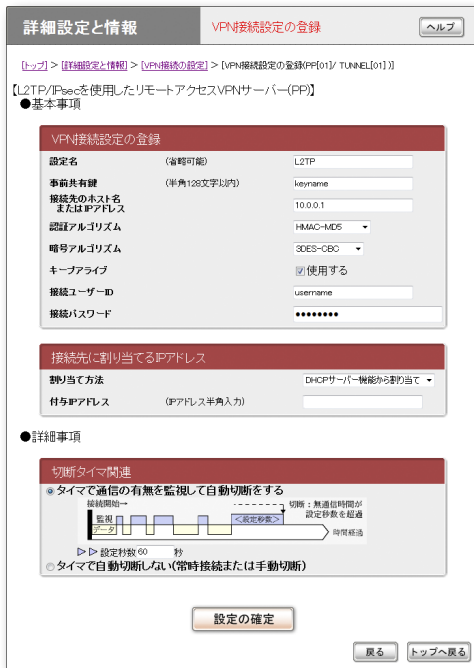 詳細設定と情報
VPN接続設定の登録
ヘルプ
[トップ] > [詳細設定と情報] > [VPN接続の設定] > [VPN接続設定の登録(PP[01]/ TUNNEL[01] )]
【L2TP/IPsecを使用したリモートアクセスVPNサーバー(PP)】
●基本事項
VPN接続設定の登録
設定名 (省略可能) L2TP
事前共有鍵 (半角128文字以内) keyname
接続先のホスト名
またはIPアドレス 10.0.0.1
認証アルゴリズム HMAC-MD5
暗号アルゴリズム 3DES-CBC
キープアライブ 使用する
接続ユーザーID username
接続パスワード ●●●●●●●●
接続先に割り当てるIPアドレス
割り当て方法 DHCPサーバー機能から割り当て
付与IPアドレス (IPアドレス半角入力)
●詳細事項
切断タイマ関連
タイマで通信の有無を監視して自動切断をする
接続開始→
切断：無通信時間が
設定秒数を超過
監視
<設定秒数>
データ
時間経過
▷▷設定秒数 60 秒
タイマで自動切断しない(常時接続または手動切断)
設定の確定
戻る トップへ戻る